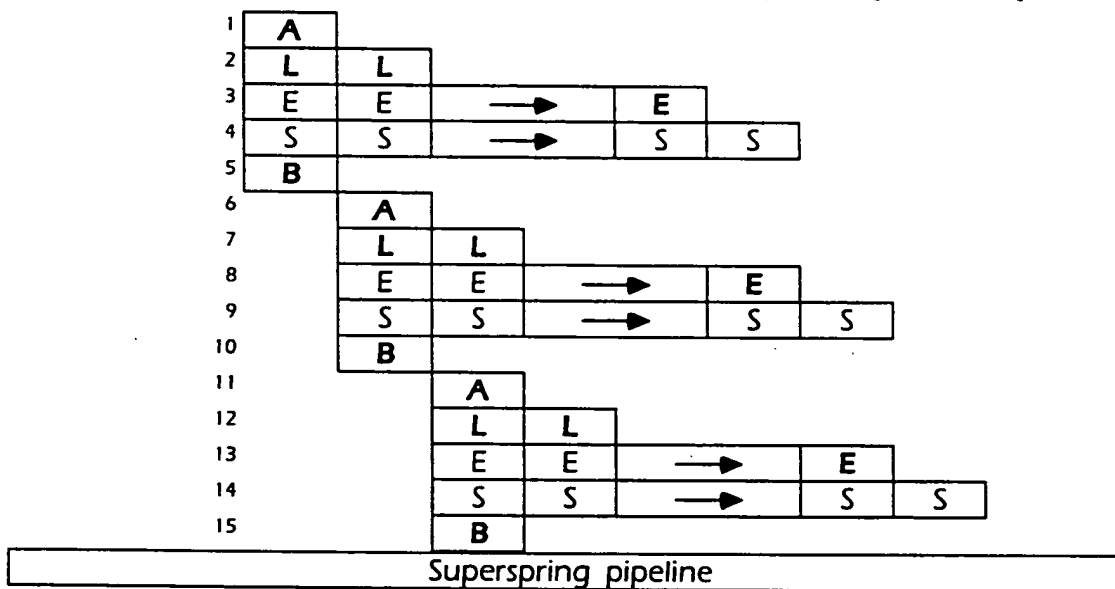 1 A
2 L L
3 E E → E
4 S S → S S
5 B
6 A
7 L L
8 E E → E
9 S S → S S
10 B
11 A
12 L L
13 E E → E
14 S S → S S
15 B
Superspring pipeline